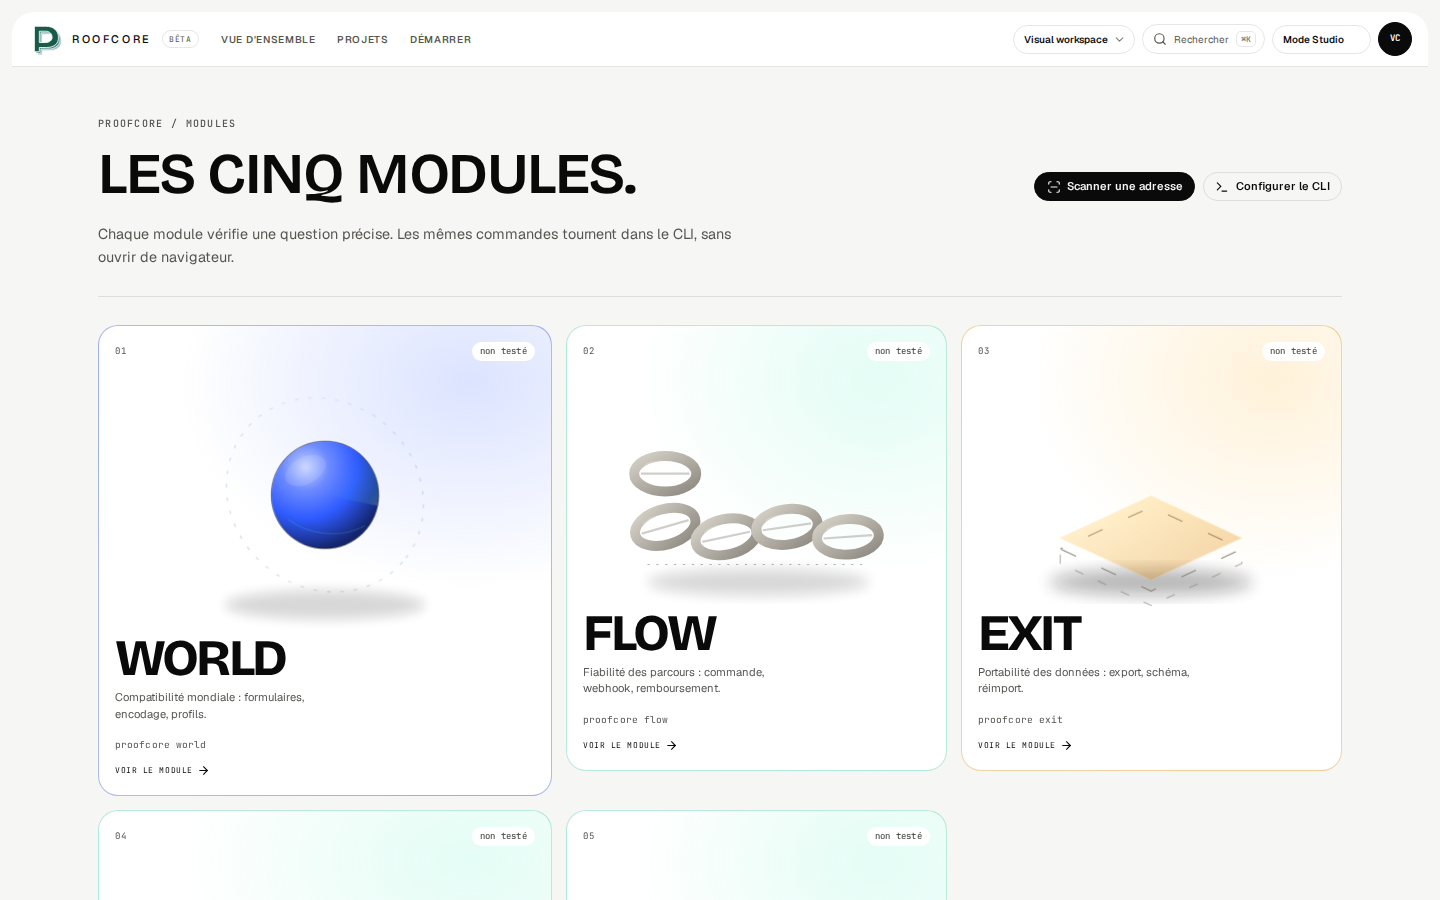 ROOFCORE BÊTA VUE D'ENSEMBLE PROJETS DÉMARRER Visual workspace Rechercher ⌘K Mode Studio VC
PROOFCORE / MODULES
LES CINQ MODULES.
Scanner une adresse Configurer le CLI
Chaque module vérifie une question précise. Les mêmes commandes tournent dans le CLI, sans
ouvrir de navigateur.
01 non testé
WORLD
Compatibilité mondiale : formulaires,
encodage, profils.
proofcore world
VOIR LE MODULE →
02 non testé
FLOW
Fiabilité des parcours : commande,
webhook, remboursement.
proofcore flow
VOIR LE MODULE →
03 non testé
EXIT
Portabilité des données : export, schéma,
réimport.
proofcore exit
VOIR LE MODULE →
04 non testé
05 non testé